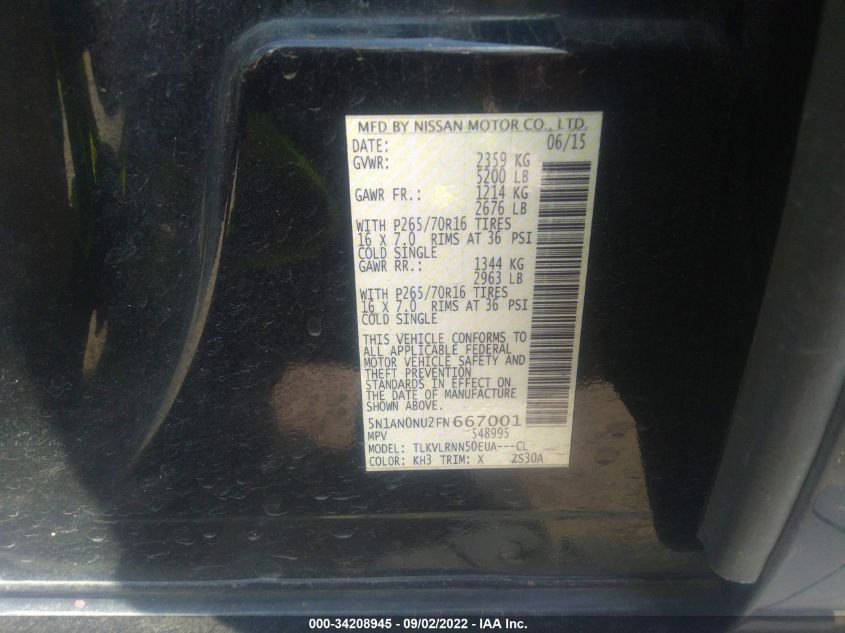 MFD BY NISSAN MOTOR CO., LTD.
DATE: 06/15
GVWR: 2359 KG
5200 LB
GAWR FR.: 1214 KG
2676 LB
WITH P265/70R16 TIRES
16 X 7.0 RIMS AT 36 PSI
COLD SINGLE
GAWR RR.: 1344 KG
2963 LB
WITH P265/70R16 TIRES
16 X 7.0 RIMS AT 36 PSI
COLD SINGLE
THIS VEHICLE CONFORMS TO
ALL APPLICABLE FEDERAL
MOTOR VEHICLE SAFETY AND
THEFT PREVENTION
STANDARDS IN EFFECT ON
THE DATE OF MANUFACTURE
SHOWN ABOVE.
5N1AN0NU2FN667001
MPV 548995
MODEL: TLKVLRNN50EUA---CL
COLOR: KH3 TRIM: X ZS30A
000-34208945 - 09/02/2022 - IAA Inc.